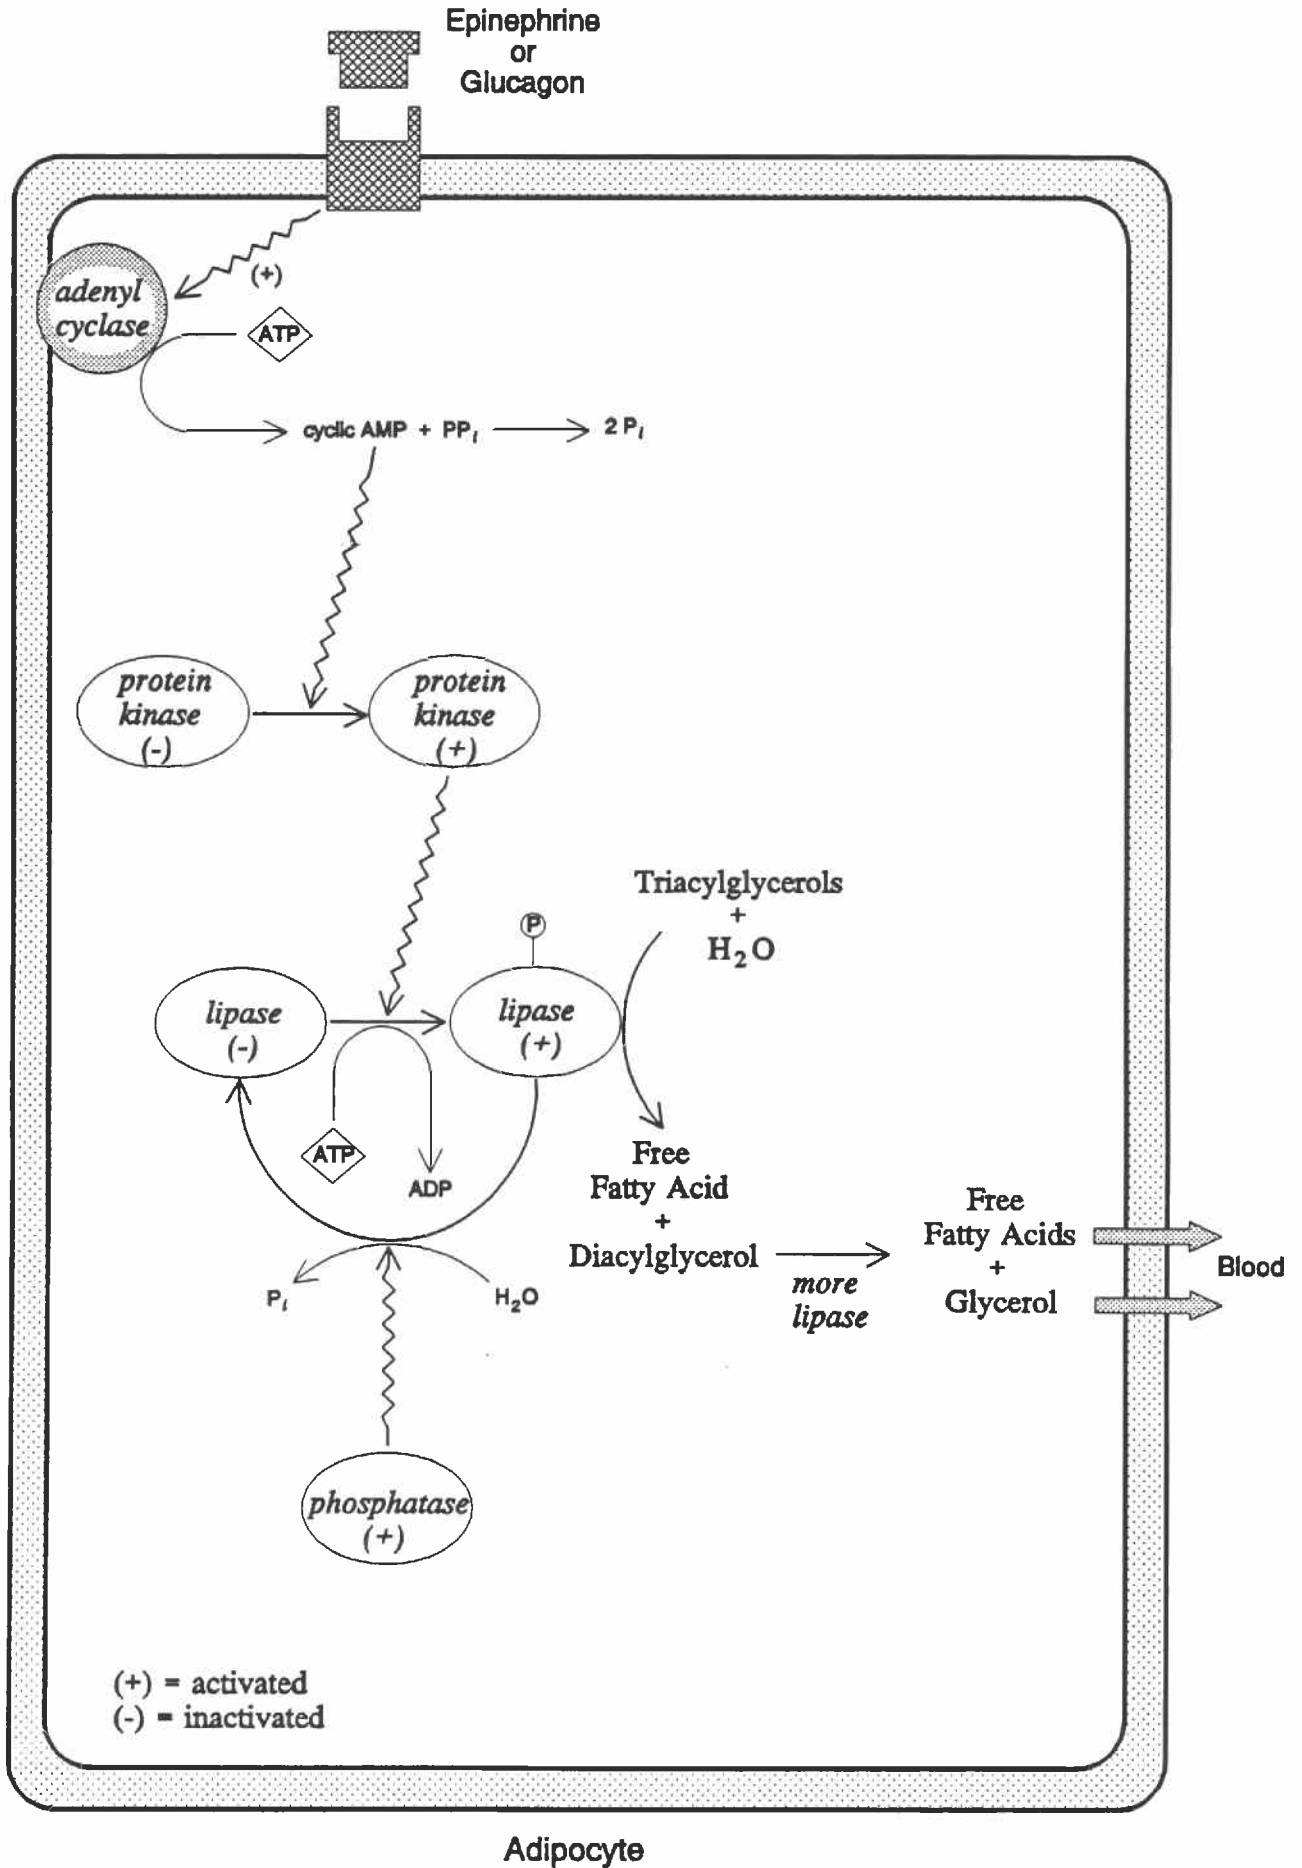 Epinephrine
or
Glucagon
(+)
adenyl
cyclase
ATP
cyclic AMP + PPi
2 Pi
protein
kinase
(-)
protein
kinase
(+)
Triacylglycerols
+
H2O
P
lipase
(-)
lipase
(+)
ATP
ADP
Free
Fatty Acid
+
Diacylglycerol
more
lipase
Free
Fatty Acids
+
Glycerol
Blood
Pi
H2O
phosphatase
(+)
(+) = activated
(-) = inactivated
Adipocyte